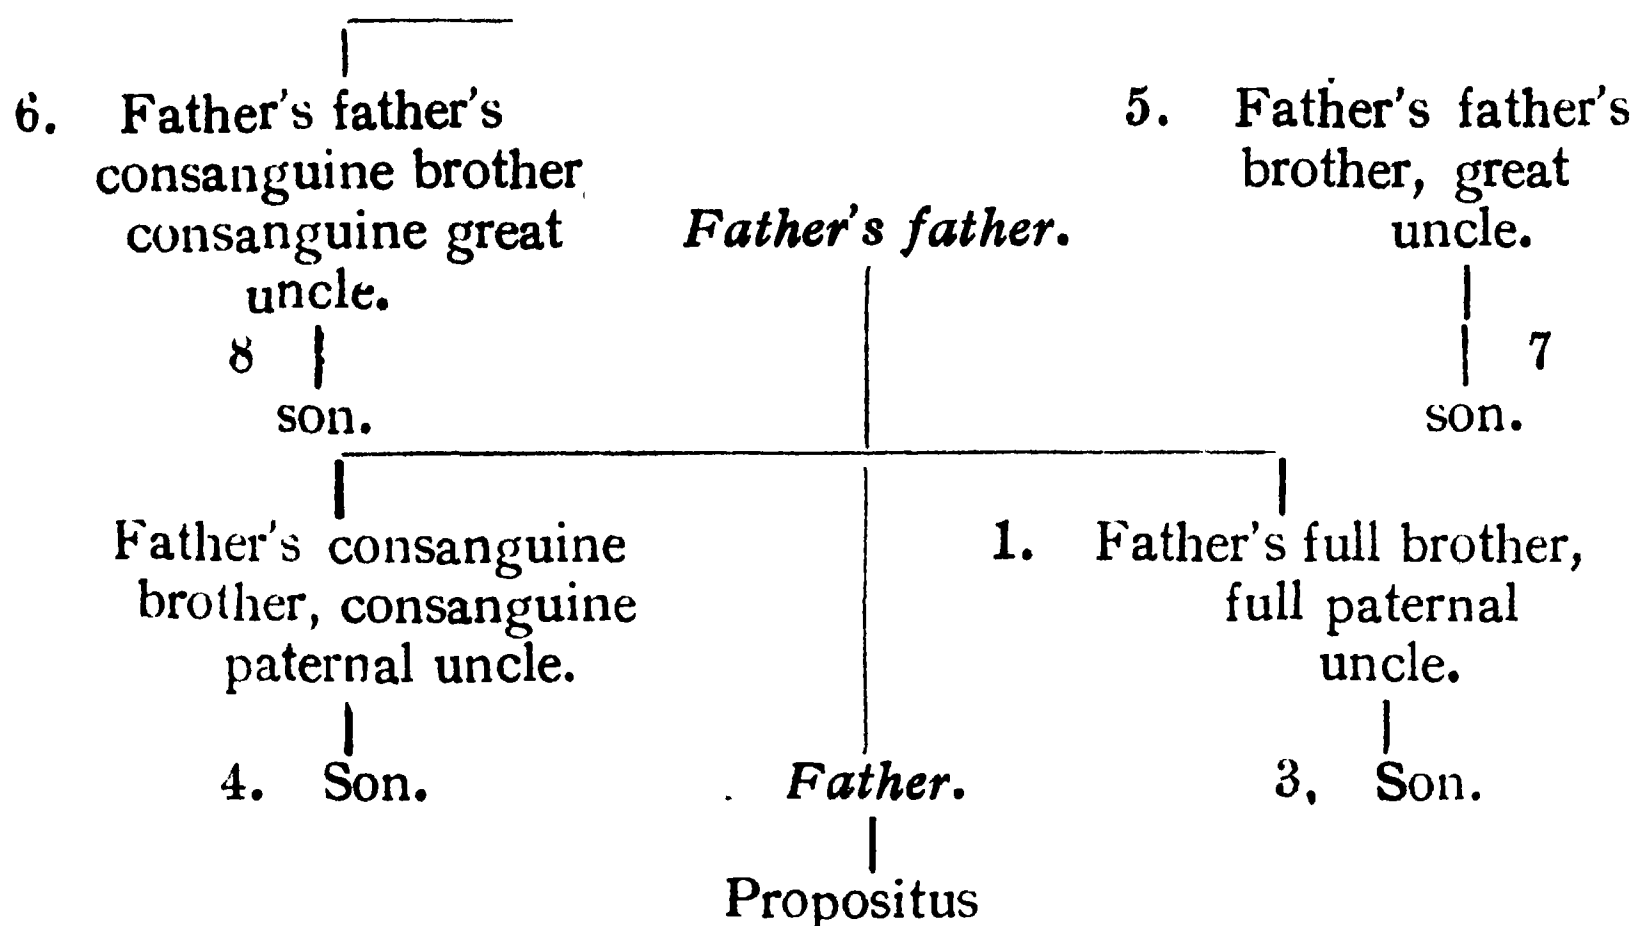 6. Father's father's
consanguine brother
consanguine great
uncle.
8
son.
Father's father.
5. Father's father's
brother, great
uncle.
7
son.
Father's consanguine
brother, consanguine
paternal uncle.
4. Son.
1. Father's full brother,
full paternal
uncle.
3, Son.
Father.
Propositus